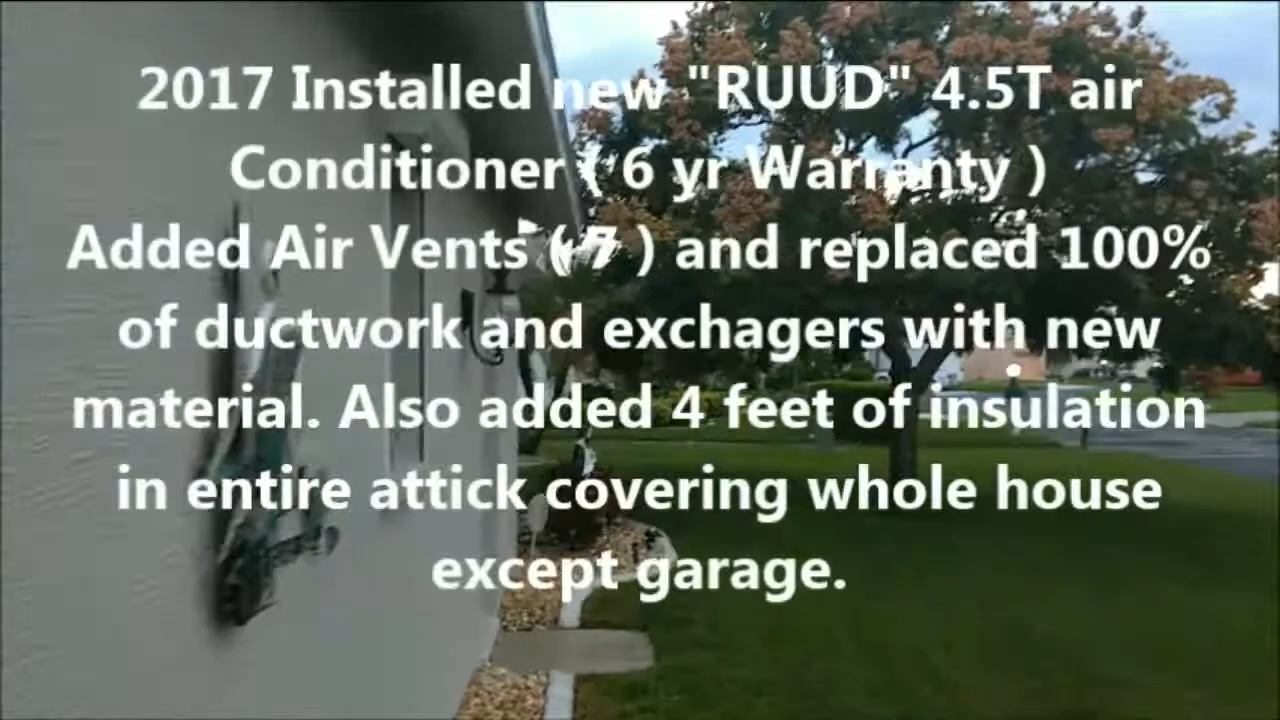 2017 Installed new "RUUD" 4.5T air
Conditioner ( 6 yr Warranty )
Added Air Vents (+7 ) and replaced 100%
of ductwork and exchagers with new
material. Also added 4 feet of insulation
in entire attick covering whole house
except garage.